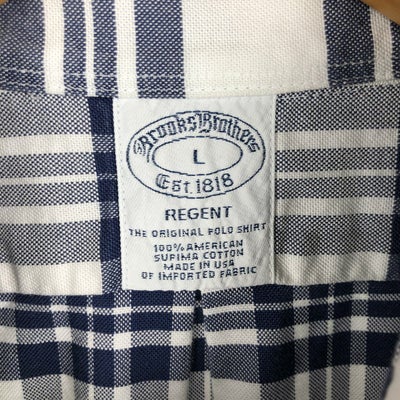 Brooks Brothers
L
Est. 1818
REGENT
THE ORIGINAL POLO SHIRT
100% AMERICAN
SUPIMA COTTON
MADE IN USA
OF IMPORTED FABRIC